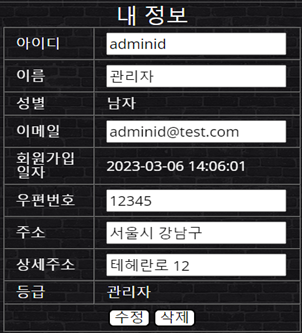 내 정보
아이디 adminid
이름 관리자
성별 남자
이메일 adminid@test.com
회원가입
일자 2023-03-06 14:06:01
우편번호 12345
주소 서울시 강남구
상세주소 테헤란로 12
등급 관리자
수정 삭제